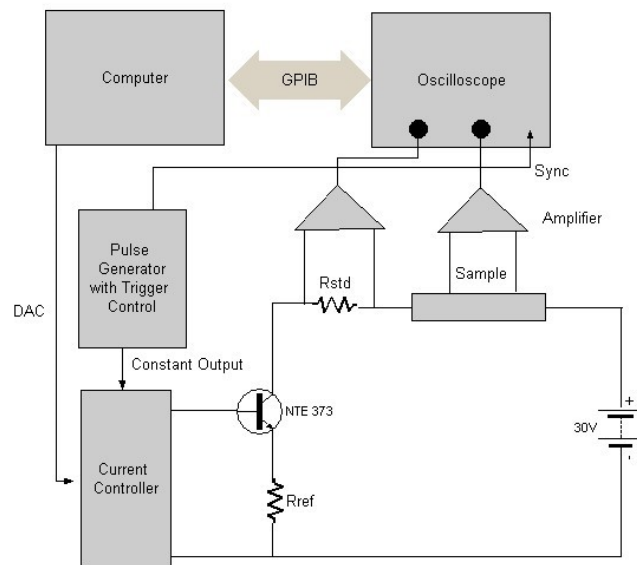 Computer
GPIB
Oscilloscope
Sync
Amplifier
Pulse
Generator
with Trigger
Control
Rstd
Sample
DAC
Constant Output
NTE 373
+
30V
-
Current
Controller
Rref